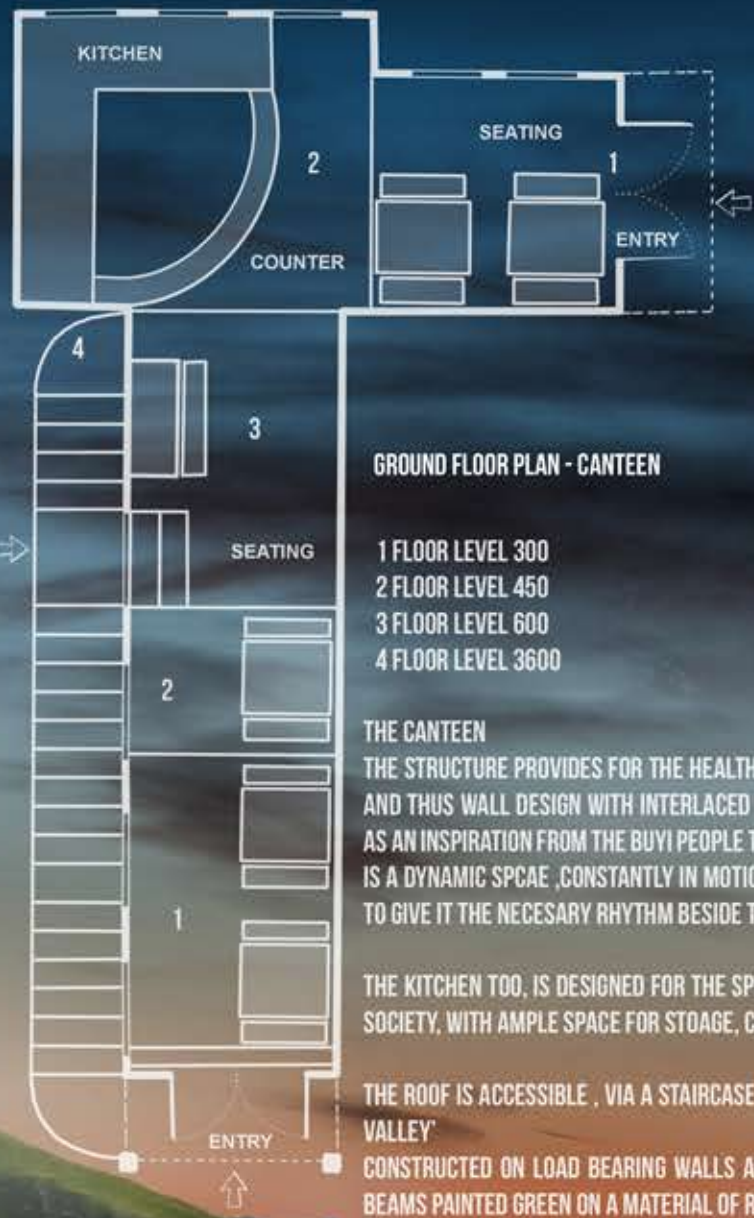 KITCHEN
SEATING
2
1
COUNTER
ENTRY
4
3
SEATING
2
1
ENTRY
GROUND FLOOR PLAN - CANTEEN
1 FLOOR LEVEL 300
2 FLOOR LEVEL 450
3 FLOOR LEVEL 600
4 FLOOR LEVEL 3600
THE CANTEEN
THE STRUCTURE PROVIDES FOR THE HEALTH
AND THUS WALL DESIGN WITH INTERLACED
AS AN INSPIRATION FROM THE BUYI PEOPLE
IS A DYNAMIC SPCAE ,CONSTANTLY IN
TO GIVE IT THE NECESARY RHYTHM BESIDE
THE KITCHEN TOO, IS DESIGNED FOR THE
SOCIETY, WITH AMPLE SPACE FOR STOAGE,
THE ROOF IS ACCESSIBLE , VIA A STAIRCASE
VALLEY'
CONSTRUCTED ON LOAD BEARING WALLS
BEAMS PAINTED GREEN ON A MATERIAL OF